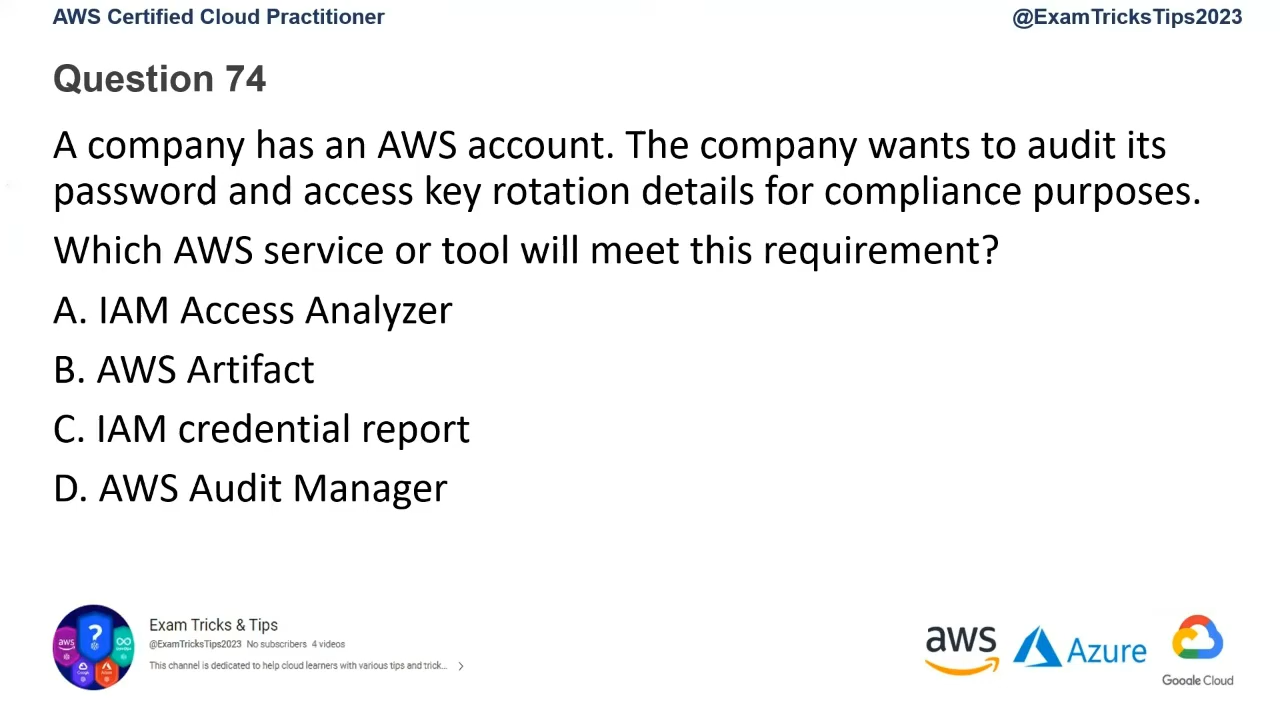 AWS Certified Cloud Practitioner
@ExamTricksTips2023
Question 74
A company has an AWS account. The company wants to audit its
password and access key rotation details for compliance purposes.
Which AWS service or tool will meet this requirement?
A. IAM Access Analyzer
B. AWS Artifact
C. IAM credential report
D. AWS Audit Manager
?
aws
Exam Tricks & Tips
@ExamTricksTips2023 No subscribers 4 videos
This channel is dedicated to help cloud learners with various tips and trick...
aws
Azure
Google Cloud